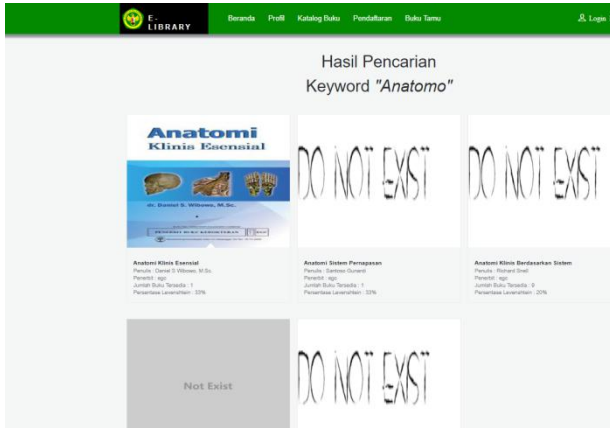 E-
LIBRARY
Beranda Profil Katalog Buku Pendaftaran Buku Tamu
Login
Hasil Pencarian
Keyword "Anatomo"
Anatomi
Klinis Esensial
dr. Daniel S. Wibowo, M.Sc.
DO NOT EXIST
DO NOT EXIST
Anatomi Klinis Esensial
Penulis : Daniel S Wibowo, M.Sc.
Penerbit : ego
Jumlah Buku Tersedia : 1
Persentase Levenshtein : 33%
Anatomi Sistem Pernapasan
Penulis : Santoso Gunardi
Penerbit : ego
Jumlah Buku Tersedia : 1
Persentase Levenshtein : 33%
Anatomi Klinis Berdasarkan Sistem
Penulis : Richard Snell
Penerbit : ego
Jumlah Buku Tersedia : 9
Persentase Levenshtein : 20%
Not Exist
DO NOT EXIST